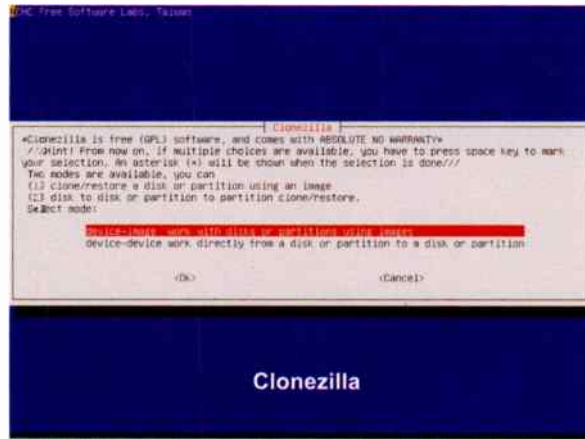 NCHC Free Software Labs, Taiwan
Clonezilla
*Clonezilla is free (GPL) software, and comes with ABSOLUTE NO WARRANTY*
///Hint! From now on, if multiple choices are available, you have to press space key to mark
your selection. An asterisk (*) will be shown when the selection is done///
Two modes are available, you can
(1) clone/restore a disk or partition using an image
(2) disk to disk or partition to partition clone/restore.
Select mode:
device-image work with disks or partitions using images
device-device work directly from a disk or partition to a disk or partition
<Ok>
<Cancel>
Clonezilla